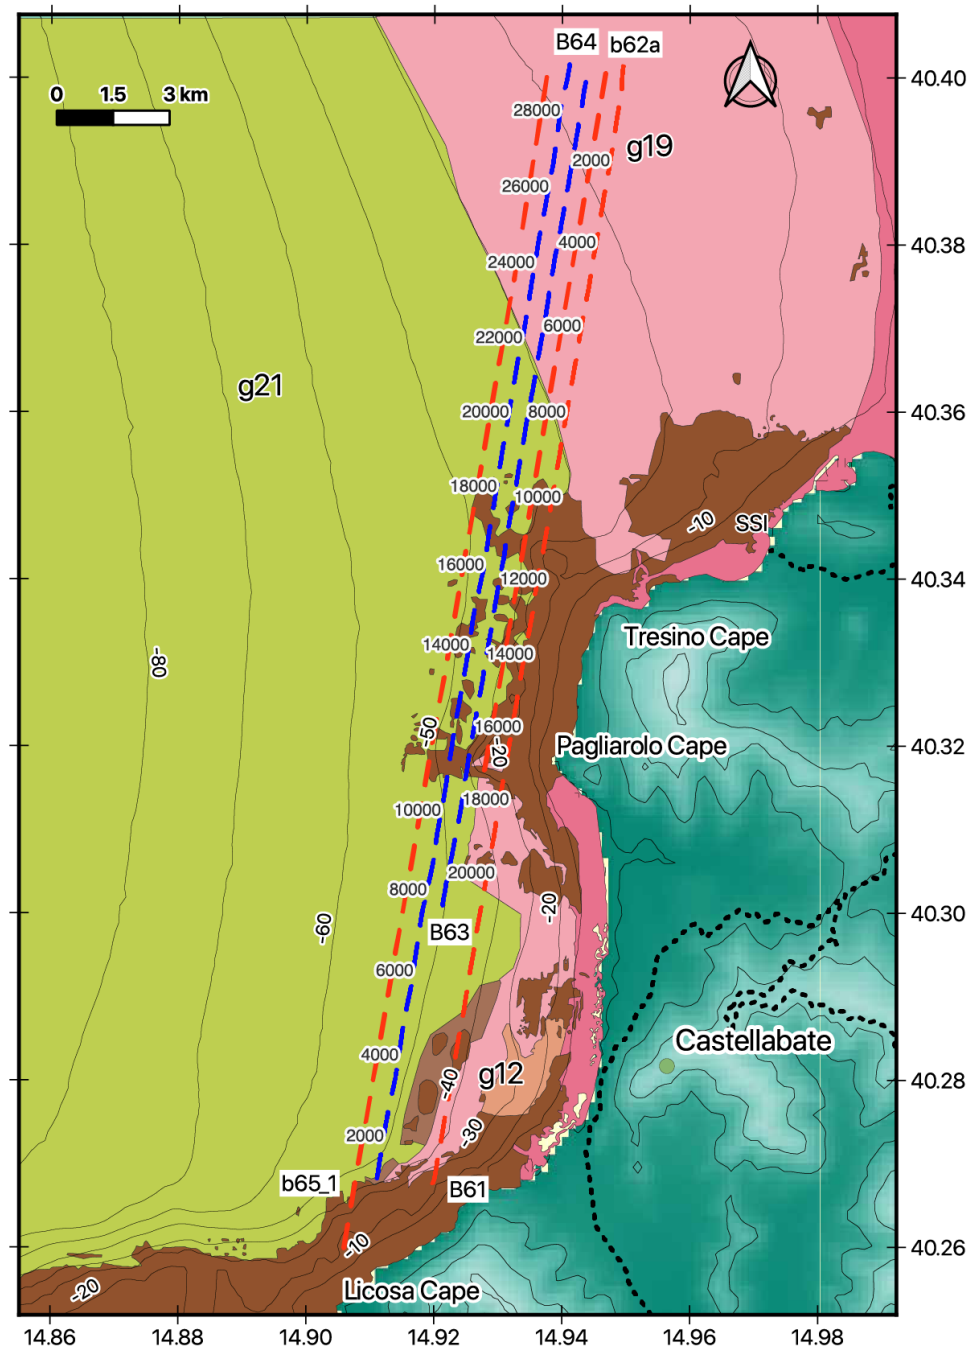 B64
b62a
0 1.5 3 km
40.40
28000
g19
2000
26000
4000
40.38
24000
6000
22000
g21
20000
8000
40.36
18000
10000
-10
SSI
16000
12000
40.34
Tresino Cape
14000
14000
-80
-50
16000
-20
Pagliarolo Cape
40.32
10000
18000
8000
20000
-20
40.30
-60
B63
6000
4000
Castellabate
-40
g12
40.28
2000
-30
b65_1
B61
-10
40.26
-20
Licosa Cape
14.86 14.88 14.90 14.92 14.94 14.96 14.98